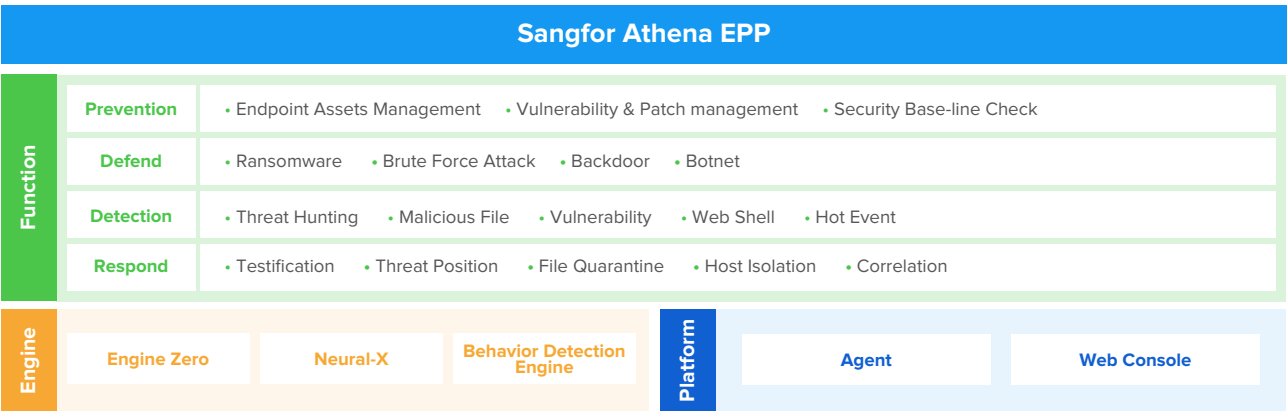 Sangfor Athena EPP
Function
Prevention
• Endpoint Assets Management • Vulnerability & Patch management • Security Base-line Check
Defend
• Ransomware • Brute Force Attack • Backdoor • Botnet
Detection
• Threat Hunting • Malicious File • Vulnerability • Web Shell • Hot Event
Respond
• Testification • Threat Position • File Quarantine • Host Isolation • Correlation
Engine
Engine Zero
Neural-X
Behavior Detection
Engine
Platform
Agent
Web Console